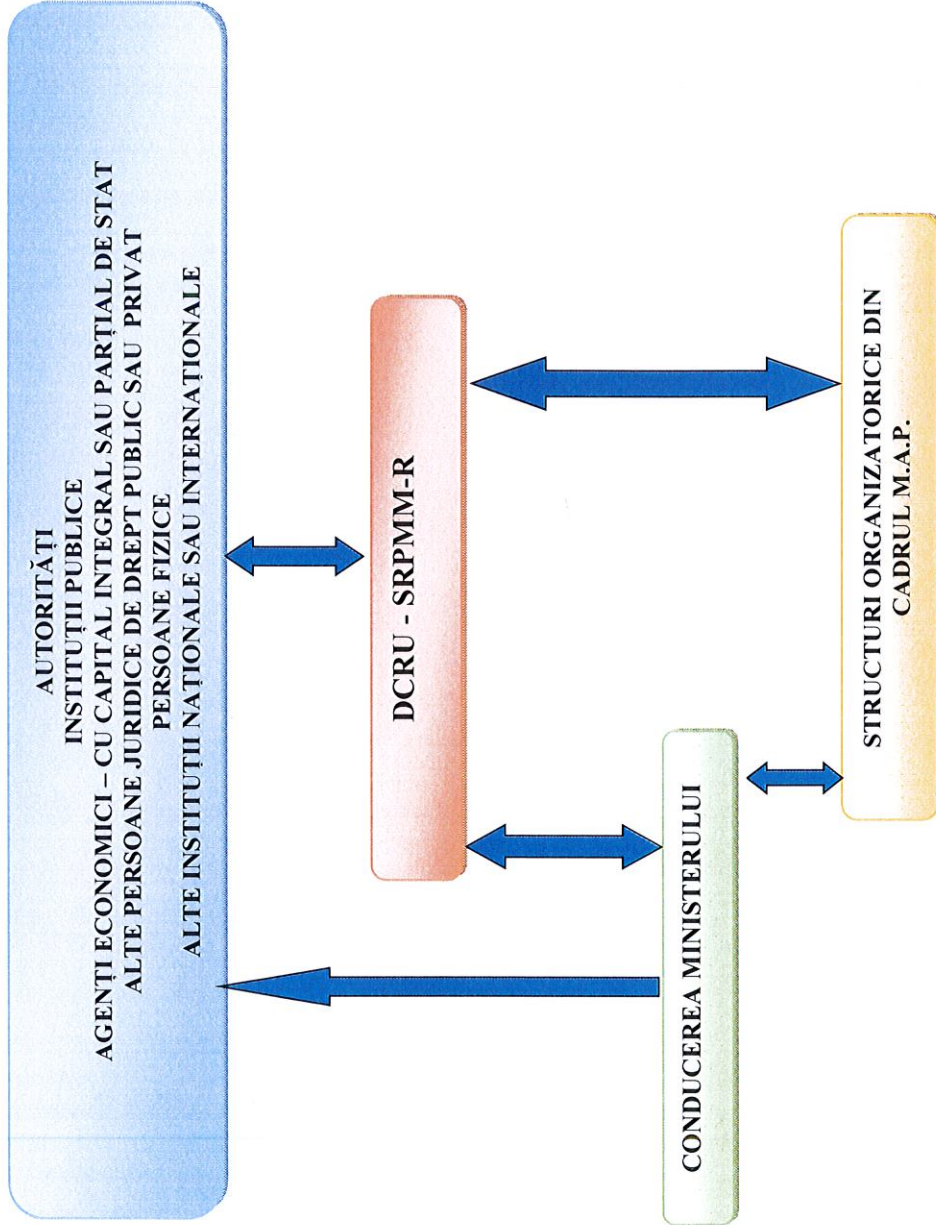 AUTORITĂȚI
INSTITUȚII PUBLICE
AGENȚI ECONOMICI – CU CAPITAL INTEGRAL SAU PARȚIAL DE STAT
ALTE PERSOANE JURIDICE DE DREPT PUBLIC SAU PRIVAT
PERSOANE FIZICE
ALTE INSTITUȚII NAȚIONALE SAU INTERNAȚIONALE
DCRU - SRPMM-R
CONDUCEREA MINISTERULUI
STRUCTURI ORGANIZATORICE DIN
CADRUL M.A.P.